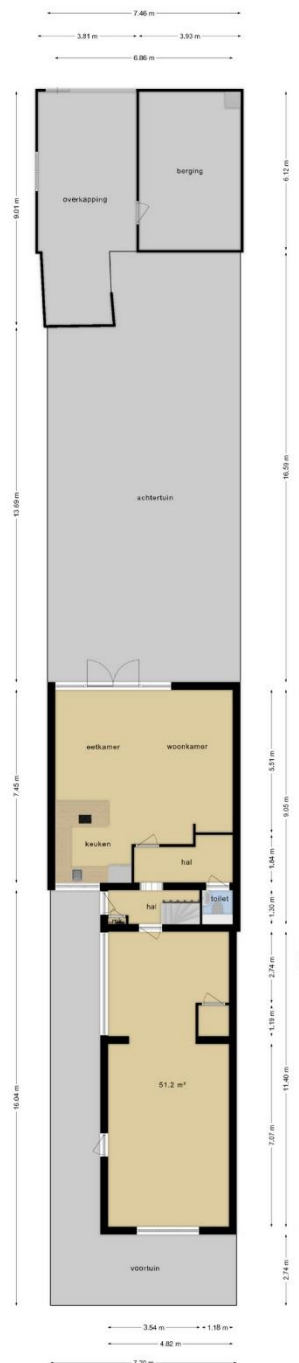 7.46 m
3.81 m
3.93 m
6.86 m
9.01 m
6.12 m
berging
overkapping
13.69 m
16.59 m
achtertuin
7.45 m
5.51 m
9.05 m
eetkamer
woonkamer
keuken
hal
1.84 m
hal
toilet
1.30 m
2.74 m
1.19 m
16.04 m
11.40 m
51.2 m²
7.07 m
voortuin
2.74 m
3.54 m
1.18 m
4.82 m